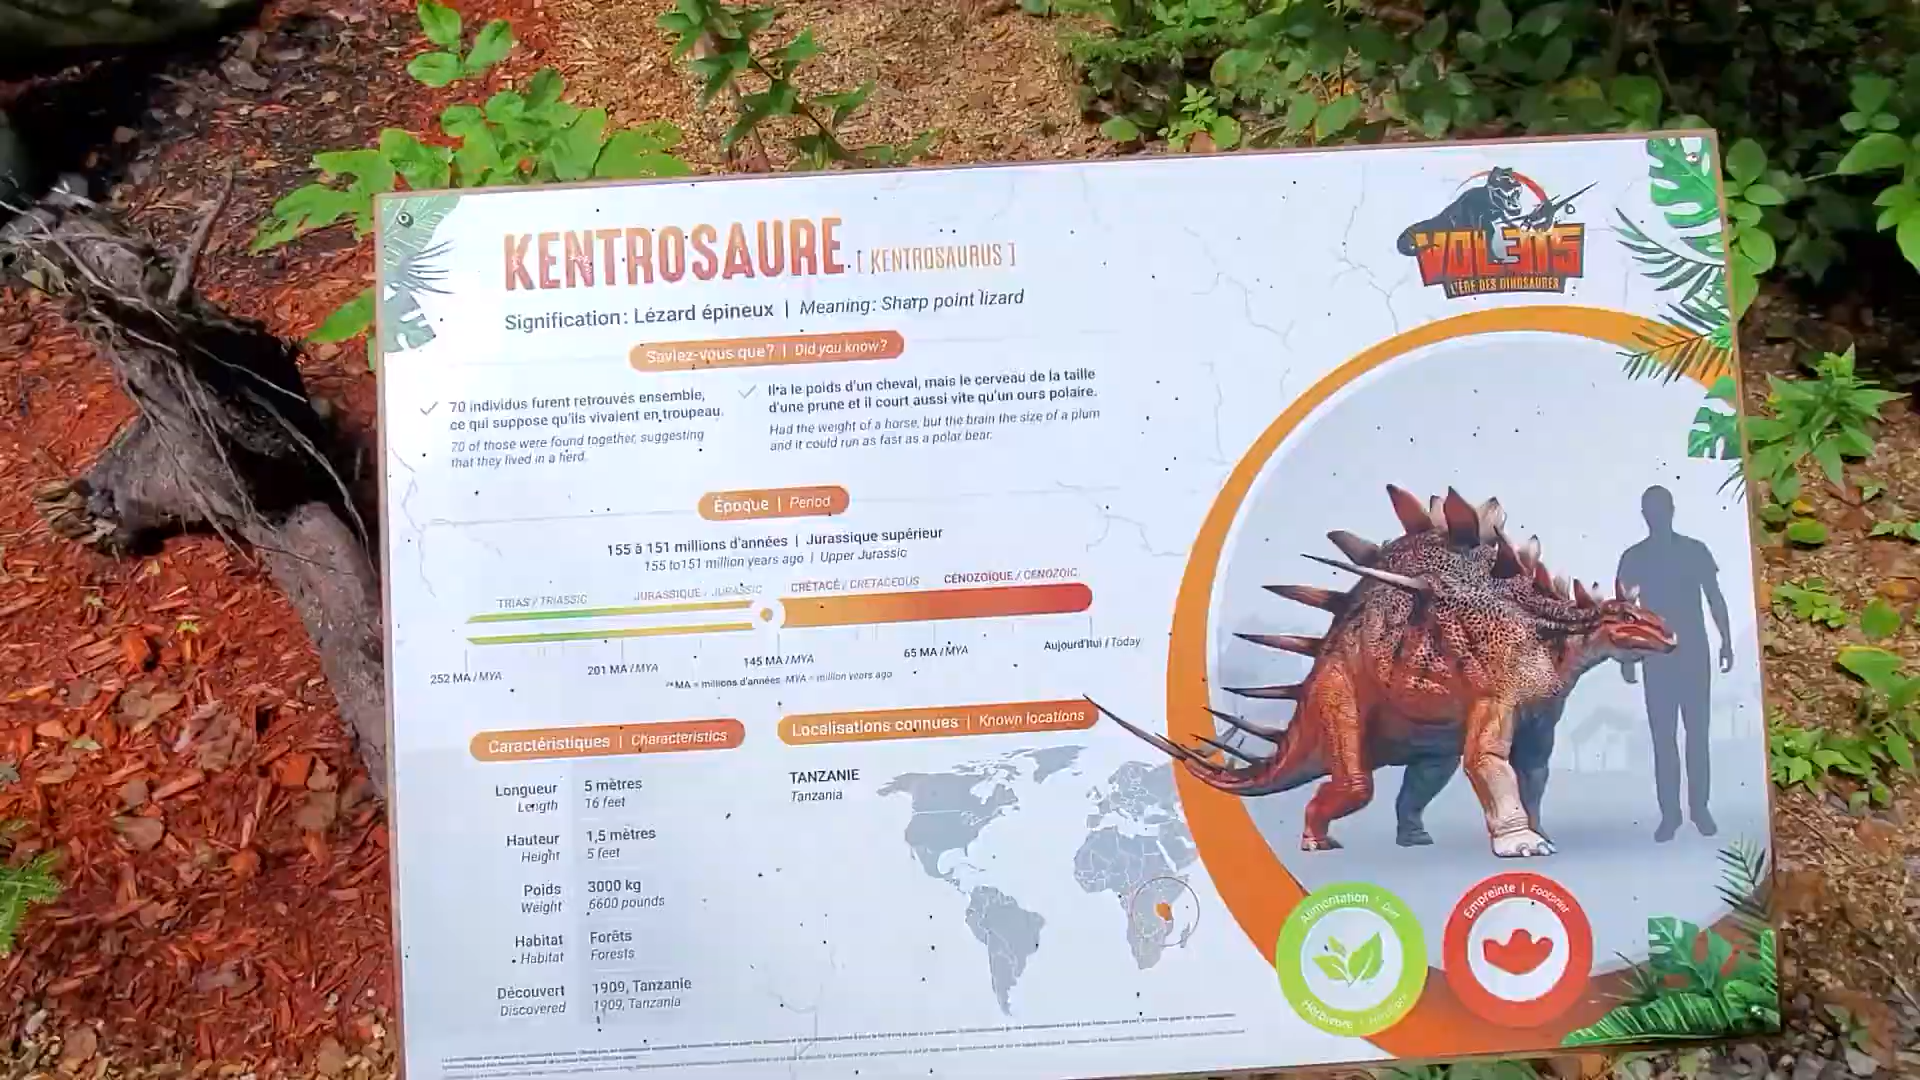 KENTROSAURE [ KENTROSAURUS ]
Signification: Lézard épineux | Meaning: Sharp point lizard
Saviez-vous que? | Did you know?
70 individus furent retrouvés ensemble,
ce qui suppose qu'ils vivaient en troupeau.
70 of those were found together, suggesting
that they lived in a herd.
Il a le poids d'un cheval, mais le cerveau de la taille
d'une prune et il court aussi vite qu'un ours polaire.
Had the weight of a horse, but the brain the size of a plum
and it could run as fast as a polar bear.
Époque | Period
155 à 151 millions d'années | Jurassique supérieur
155 to151 million years ago | Upper Jurassic
TRIAS / TRIASSIC
JURASSIQUE / JURASSIC
CRÉTACÉ / CRETACEOUS
CÉNOZOÏQUE / CENOZOIC
252 MA / MYA
201 MA / MYA
145 MA / MYA
65 MA / MYA
Aujourd'hui / Today
*MA = millions d'années MYA = million years ago
Caractéristiques | Characteristics
Longueur 5 mètres
Length 16 feet
Hauteur 1,5 mètres
Height 5 feet
Poids 3000 kg
Weight 6600 pounds
Habitat Forêts
Habitat Forests
Découvert 1909, Tanzanie
Discovered 1909, Tanzania
Localisations connues | Known locations
TANZANIE
Tanzania
L'ÈRE DES DINOSAURES
Alimentation | Diet
Herbivore
Empreinte | Footprint